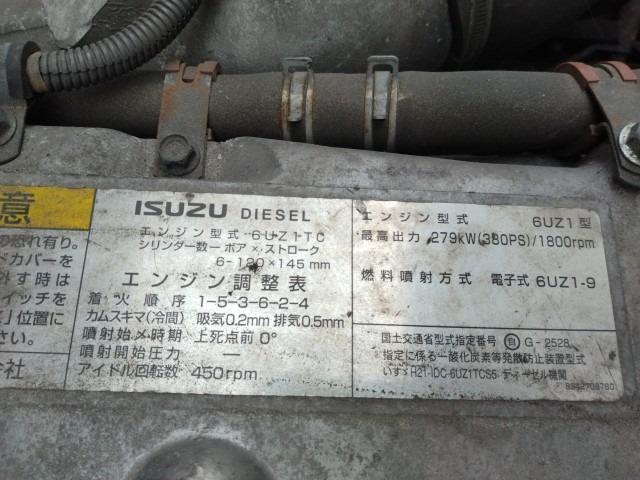 意
の恐れ有り。
ドカバーを
外す時は
イッチを
」位置に
さい。
会社
ISUZU DIESEL
エンジン型式 6UZ1TC
シリンダー数ーボア×ストローク
6-120×145mm
エンジン調整表
着火順序 1-5-3-6-2-4
カムスキマ(冷間) 吸気0.2mm 排気0.5mm
噴射始メ時期 上死点前 0°
噴射開始圧力 —
アイドル回転数 450rpm
エンジン型式 6UZ1型
最高出力 279kW(380PS)/1800rpm
燃料噴射方式 電子式 6UZ1-9
国土交通省型式指定番号 自 G-2528
指定に係る一酸化炭素等発散防止装置型式
いすゞH21-IDC-6UZ1TCS5 ディーゼル機関